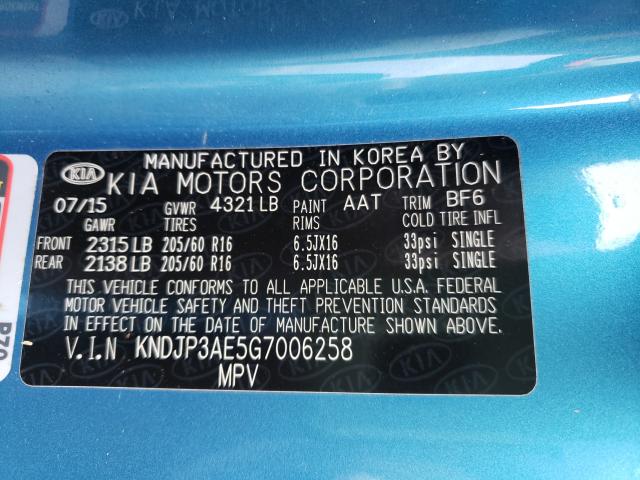 MANUFACTURED IN KOREA BY
KIA KIA MOTORS CORPORATION
07/15 GVWR 4321LB PAINT AAT TRIM BF6
GAWR TIRES RIMS COLD TIRE INFL
FRONT 2315LB 205/60 R16 6.5JX16 33psi SINGLE
REAR 2138LB 205/60 R16 6.5JX16 33psi SINGLE
THIS VEHICLE CONFORMS TO ALL APPLICABLE U.S.A. FEDERAL
MOTOR VEHICLE SAFETY AND THEFT PREVENTION STANDARDS
IN EFFECT ON THE DATE OF MANUFACTURE SHOWN ABOVE.
V.I.N KNDJP3AE5G7006258
MPV